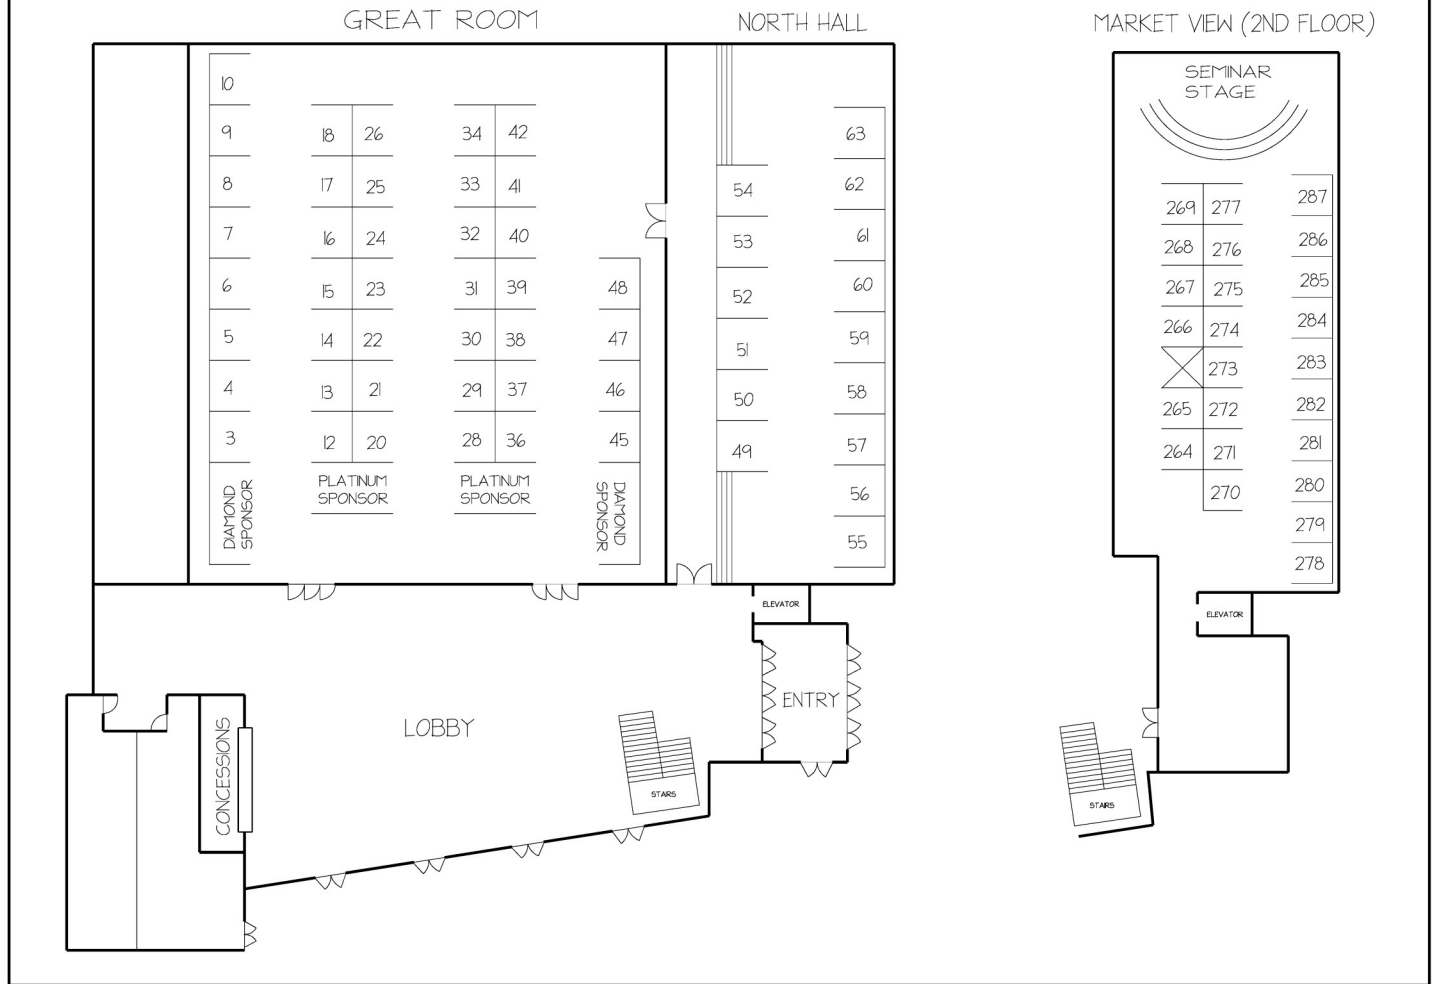 GREAT ROOM
NORTH HALL
MARKET VIEW (2ND FLOOR)
10
9
8
7
6
5
4
3
DIAMOND
SPONSOR
18 26
17 25
16 24
15 23
14 22
13 21
12 20
PLATINUM
SPONSOR
34 42
33 41
32 40
31 39
30 38
29 37
28 36
PLATINUM
SPONSOR
48
47
46
45
DIAMOND
SPONSOR
54
53
52
51
50
49
63
62
61
60
59
58
57
56
55
SEMINAR
STAGE
269 277
268 276
267 275
266 274
273
265 272
264 271
270
287
286
285
284
283
282
281
280
279
278
ELEVATOR
ELEVATOR
ENTRY
LOBBY
CONCESSIONS
STAIRS
STAIRS